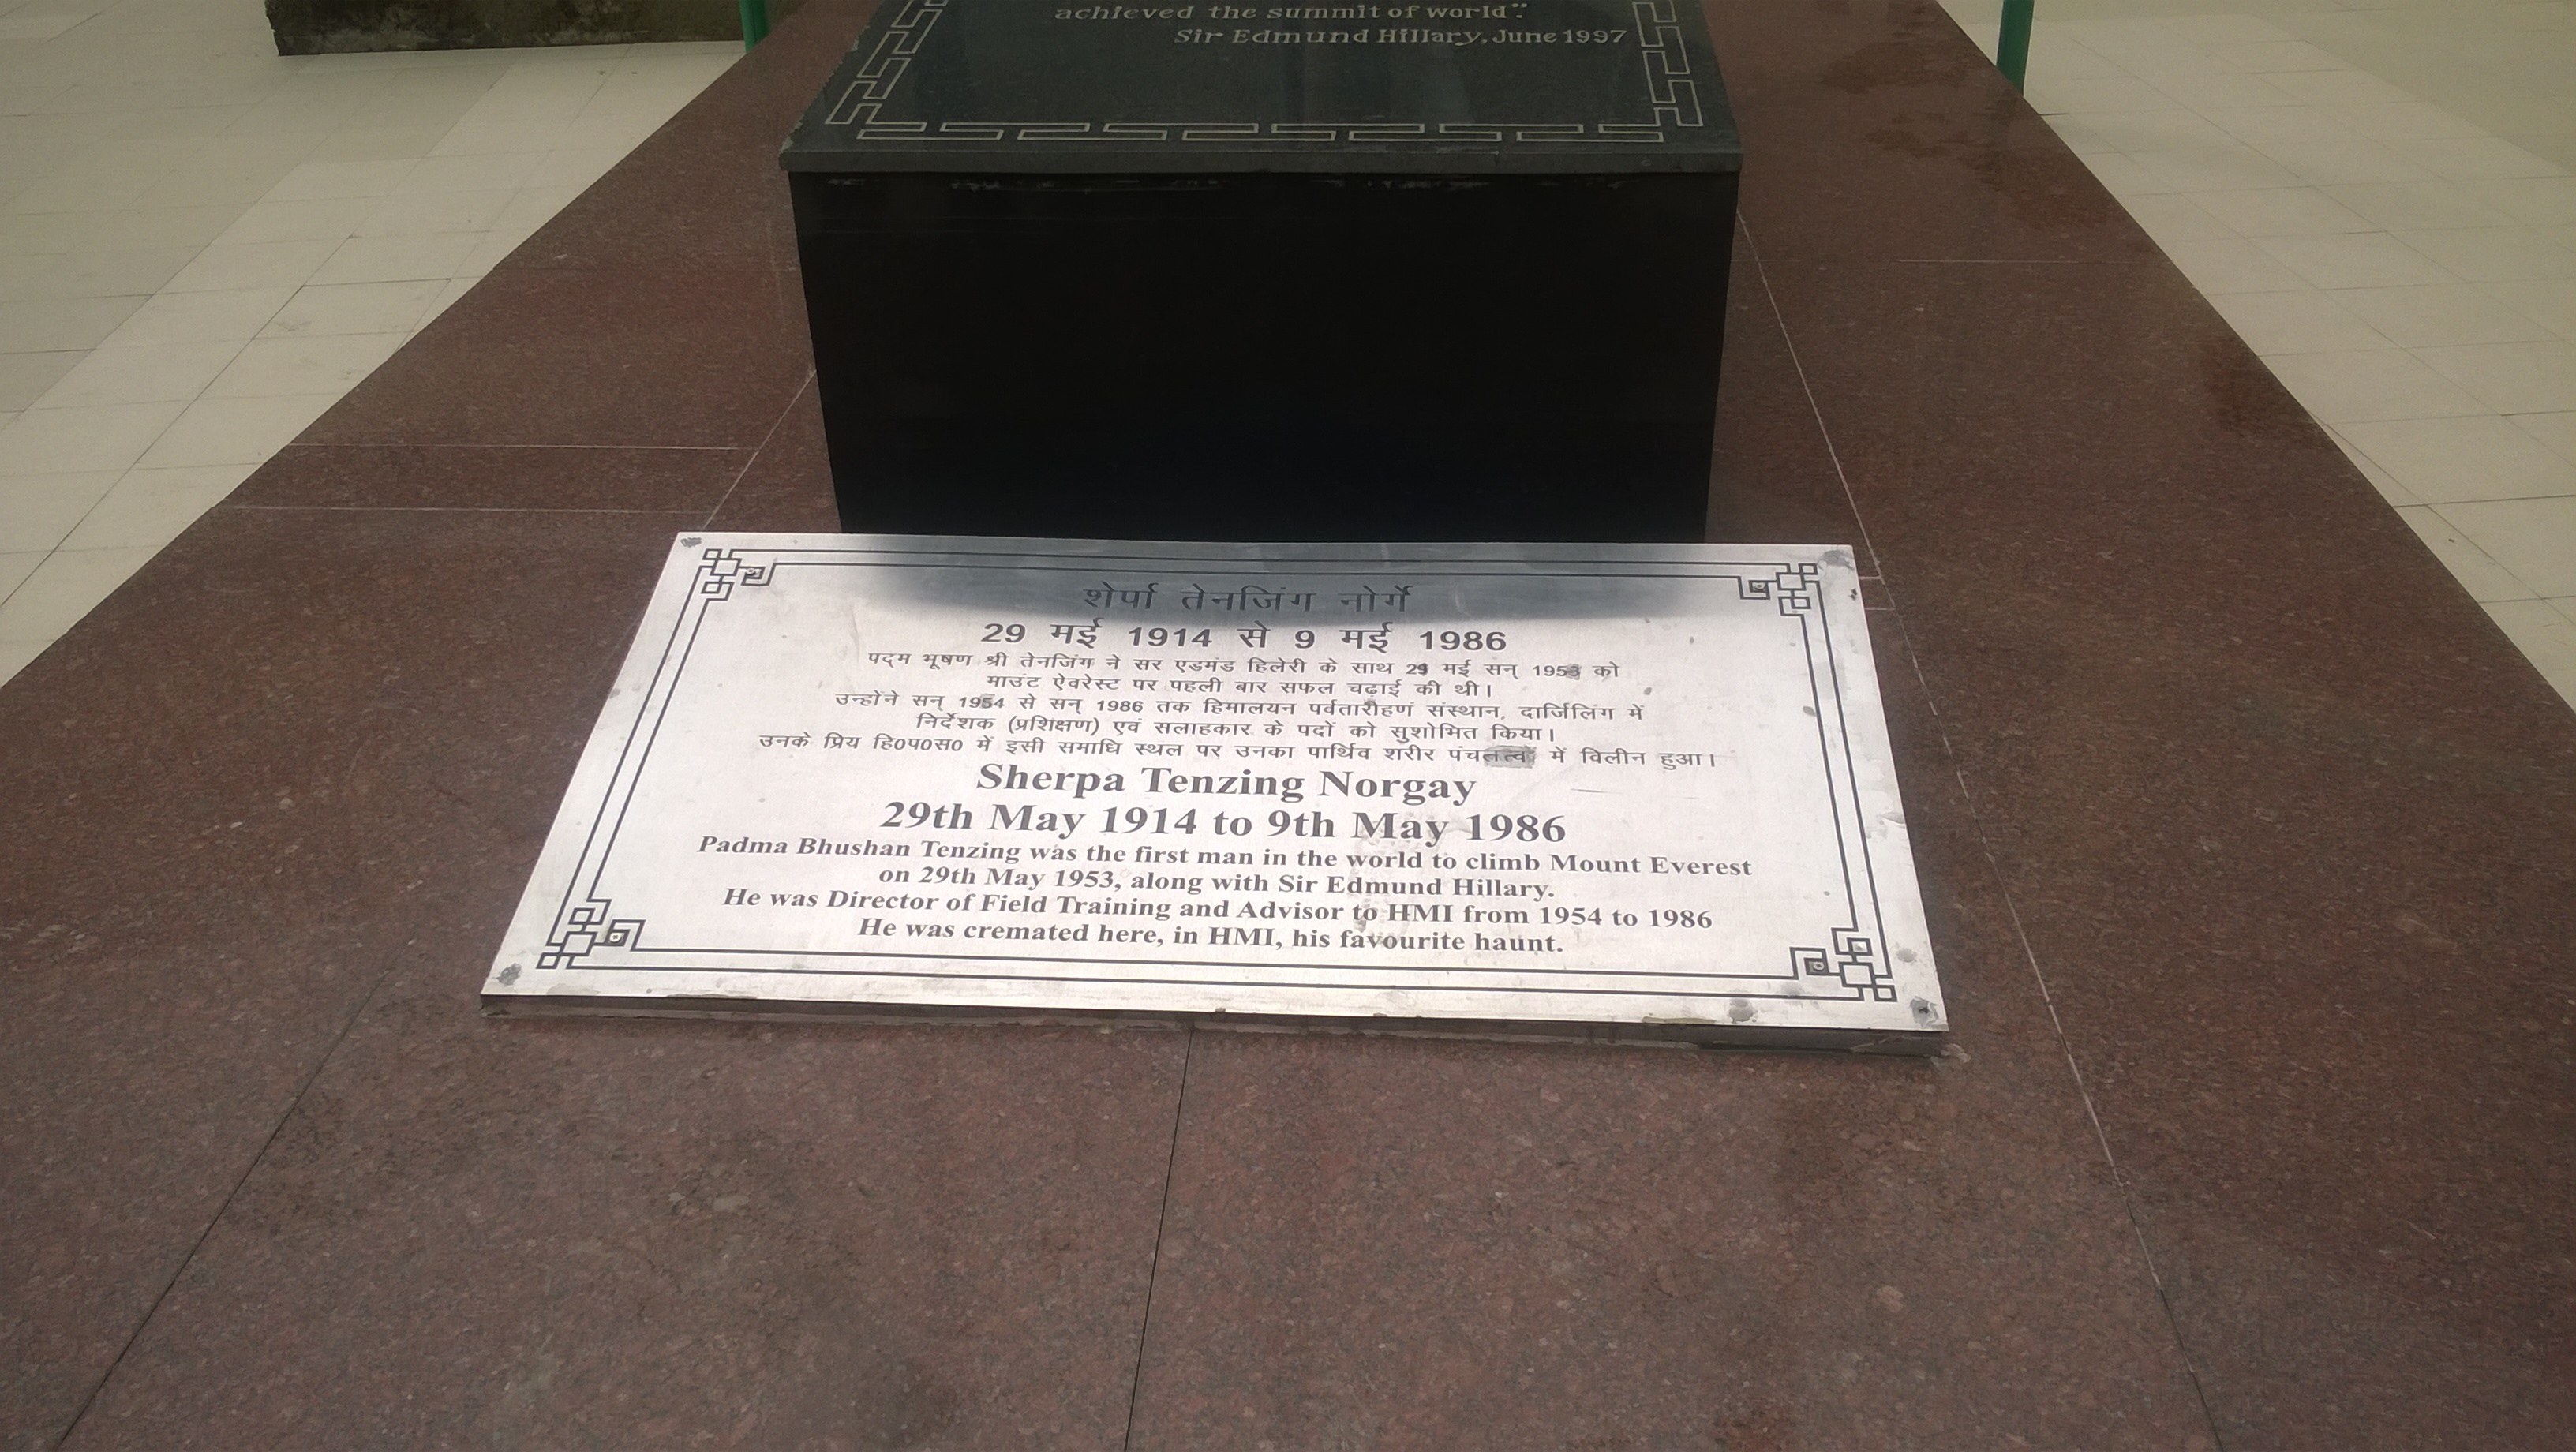 achieved the summit of world".
Sir Edmund Hillary, June 1997
शेर्पा तेनजिंग नोर्गे
29 मई 1914 से 9 मई 1986
पद्म भूषण श्री तेनजिंग ने सर एडमंड हिलेरी के साथ 29 मई सन् 1953 को
माउंट ऐवरेस्ट पर पहली बार सफल चढ़ाई की थी।
उन्होंने सन् 1954 से सन् 1986 तक हिमालयन पर्वतारोहणं संस्थान, दार्जिलिंग में
निर्देशक (प्रशिक्षण) एवं सलाहकार के पदों को सुशोभित किया।
उनके प्रिय हि0प0स0 में इसी समाधि स्थल पर उनका पार्थिव शरीर पंचतत्वों में विलीन हुआ।
Sherpa Tenzing Norgay
29th May 1914 to 9th May 1986
Padma Bhushan Tenzing was the first man in the world to climb Mount Everest
on 29th May 1953, along with Sir Edmund Hillary.
He was Director of Field Training and Advisor to HMI from 1954 to 1986
He was cremated here, in HMI, his favourite haunt.